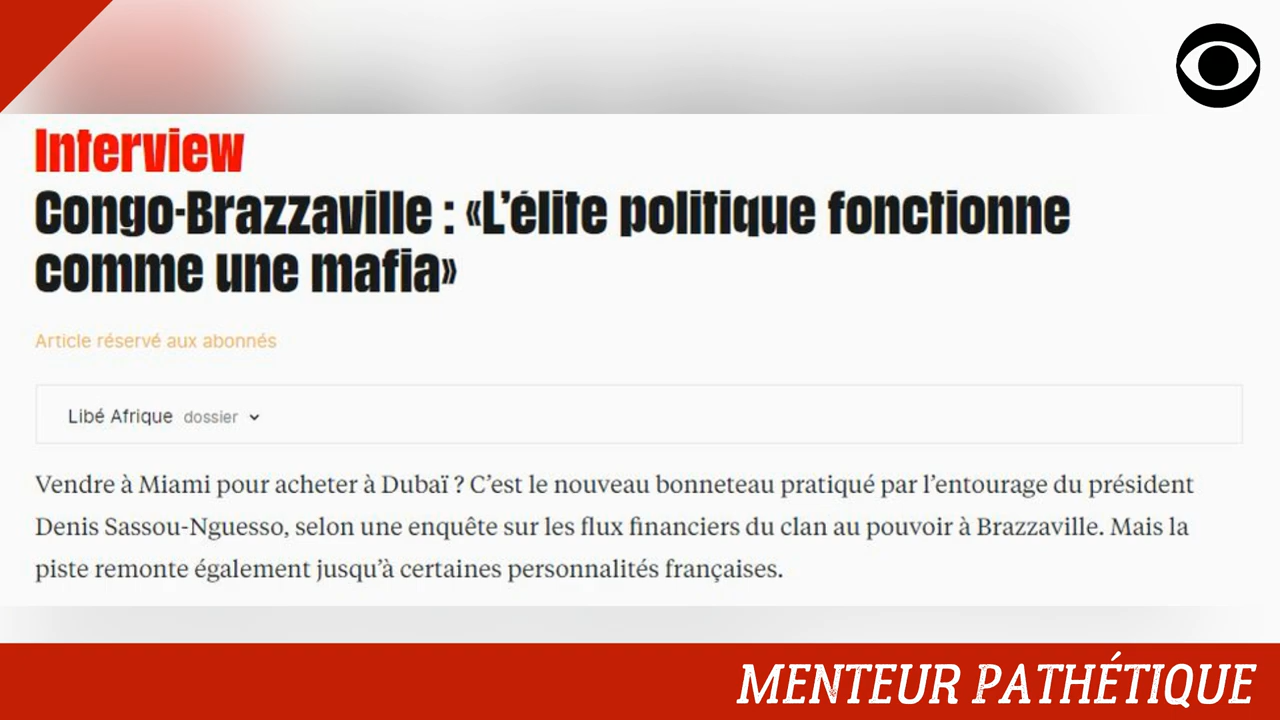 Interview
Congo-Brazzaville : «L’élite politique fonctionne
comme une mafia»
Article réservé aux abonnés
Libé Afrique dossier
Vendre à Miami pour acheter à Dubaï ? C’est le nouveau bonneteau pratiqué par l’entourage du président
Denis Sassou-Nguesso, selon une enquête sur les flux financiers du clan au pouvoir à Brazzaville. Mais la
piste remonte également jusqu’à certaines personnalités françaises.
MENTEUR PATHÉTIQUE